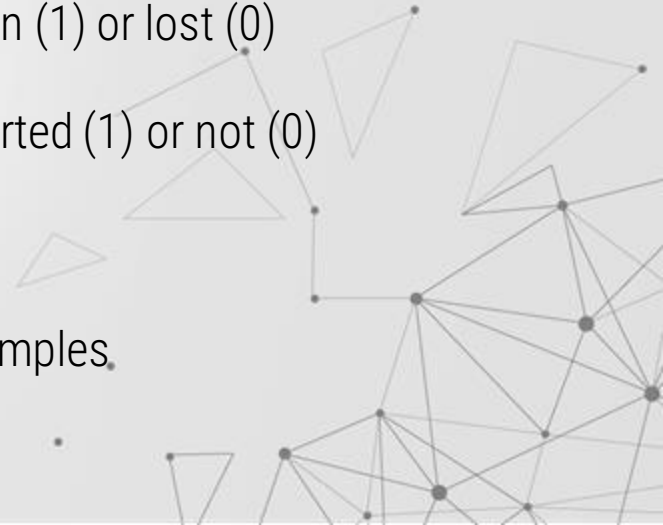 n (1) or lost (0)
rted (1) or not (0)
mples